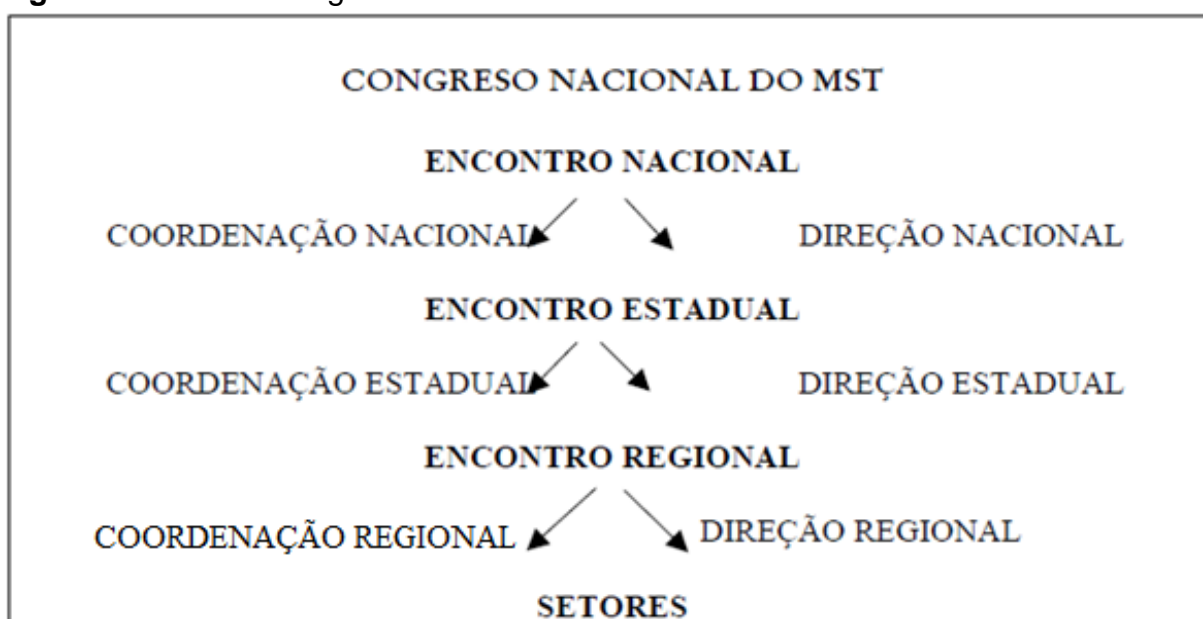 CONGRESO NACIONAL DO MST
ENCONTRO NACIONAL
COORDENAÇÃO NACIONAL DIREÇÃO NACIONAL
ENCONTRO ESTADUAL
COORDENAÇÃO ESTADUAL DIREÇÃO ESTADUAL
ENCONTRO REGIONAL
COORDENAÇÃO REGIONAL DIREÇÃO REGIONAL
SETORES